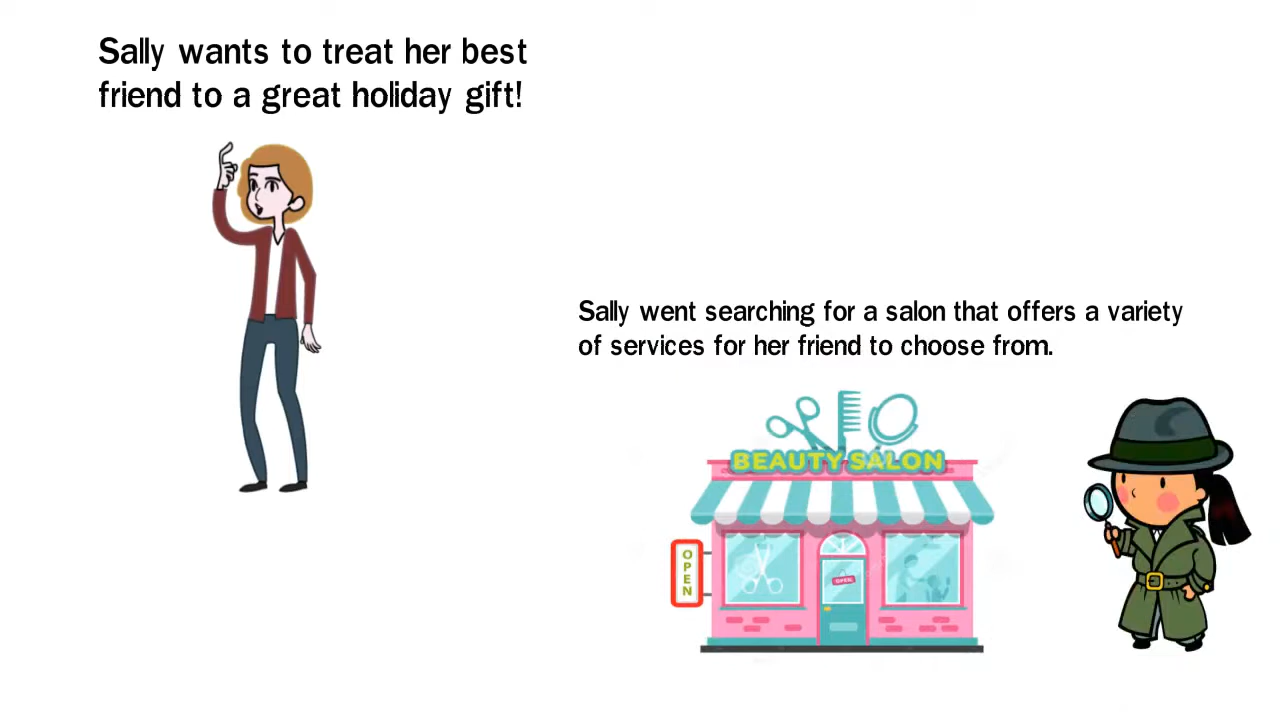 Sally wants to treat her best
friend to a great holiday gift!
Sally went searching for a salon that offers a variety
of services for her friend to choose from.
BEAUTY SALON
OPEN
OPEN